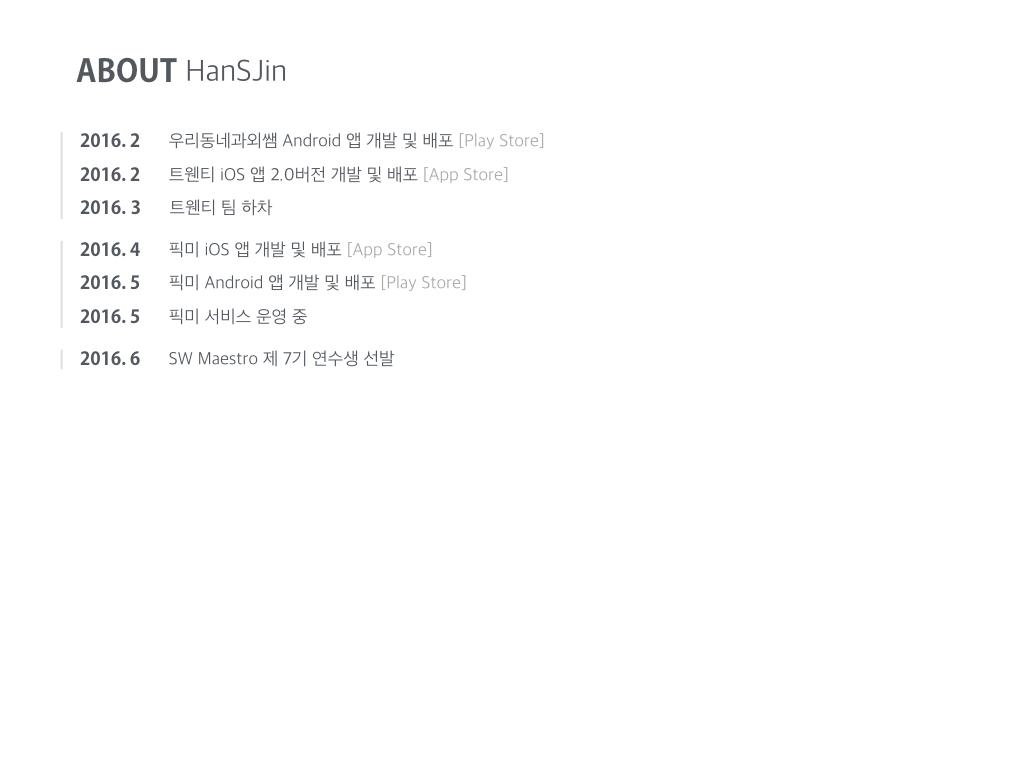 ABOUT HanSJin
2016. 2 우리동네과외쌤 Android 앱 개발 및 배포 [Play Store]
2016. 2 트웬티 iOS 앱 2.0버전 개발 및 배포 [App Store]
2016. 3 트웬티 팀 하차
2016. 4 픽미 iOS 앱 개발 및 배포 [App Store]
2016. 5 픽미 Android 앱 개발 및 배포 [Play Store]
2016. 5 픽미 서비스 운영 중
2016. 6 SW Maestro 제 7기 연수생 선발